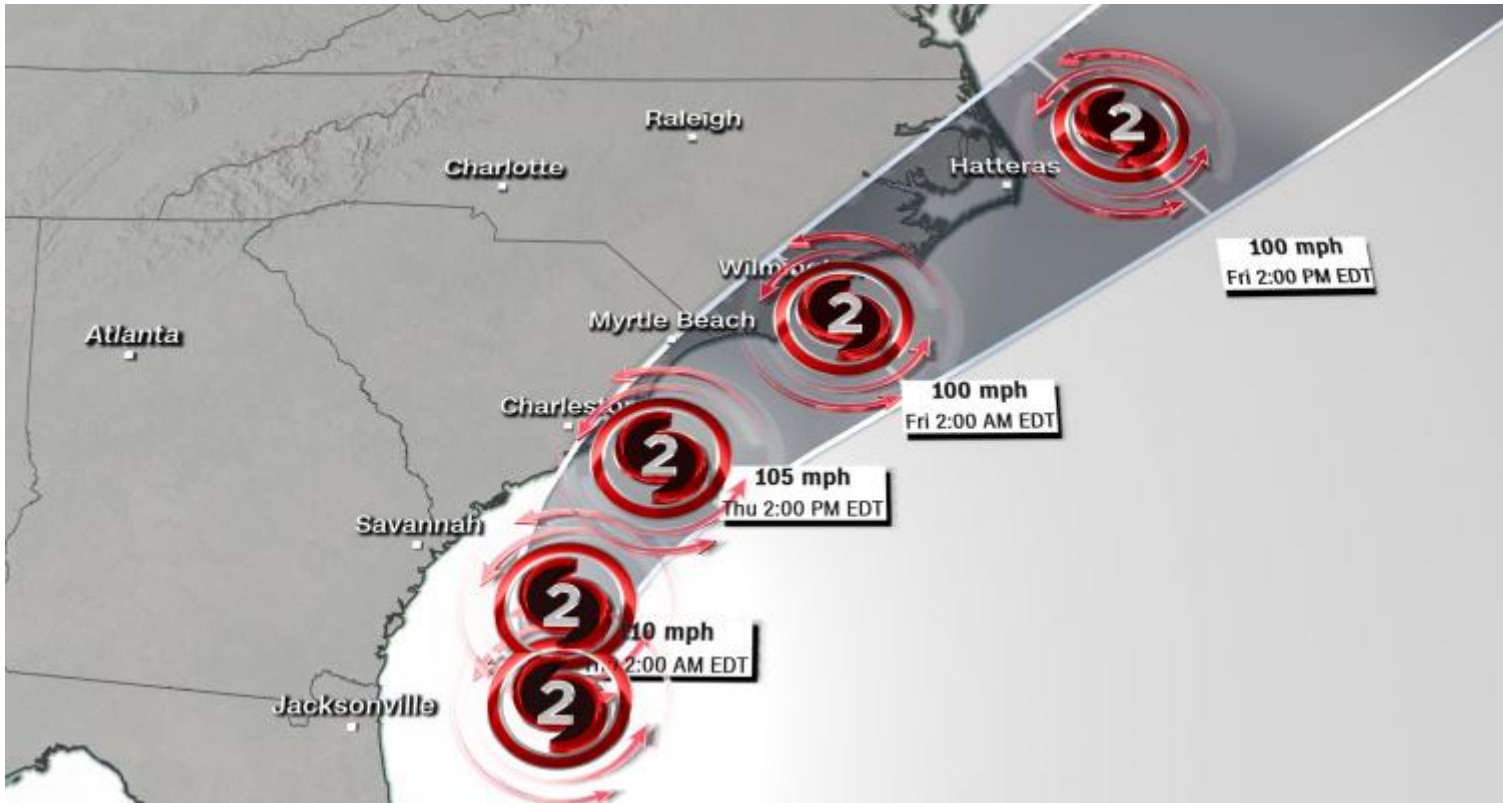 Raleigh
Charlotte
2
Hatteras
100 mph
Fri 2:00 PM EDT
2
Myrtle Beach
Atlanta
100 mph
Fri 2:00 AM EDT
2
105 mph
Thu 2:00 PM EDT
Savannah
2
10 mph
2:00 AM EDT
2
Jacksonville